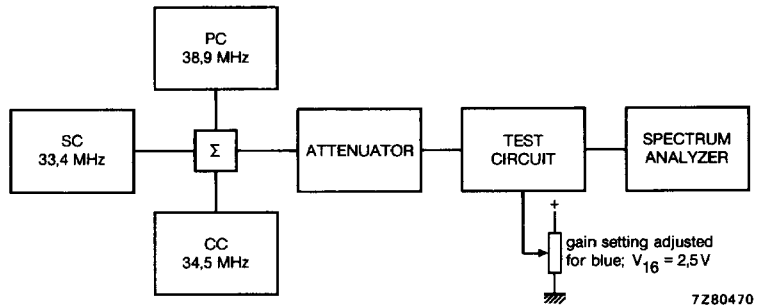 PC
38,9 MHz
SC
33,4 MHz
Σ
ATTENUATOR
TEST
CIRCUIT
SPECTRUM
ANALYZER
CC
34,5 MHz
+
gain setting adjusted
for blue; V16 = 2,5 V
7Z80470